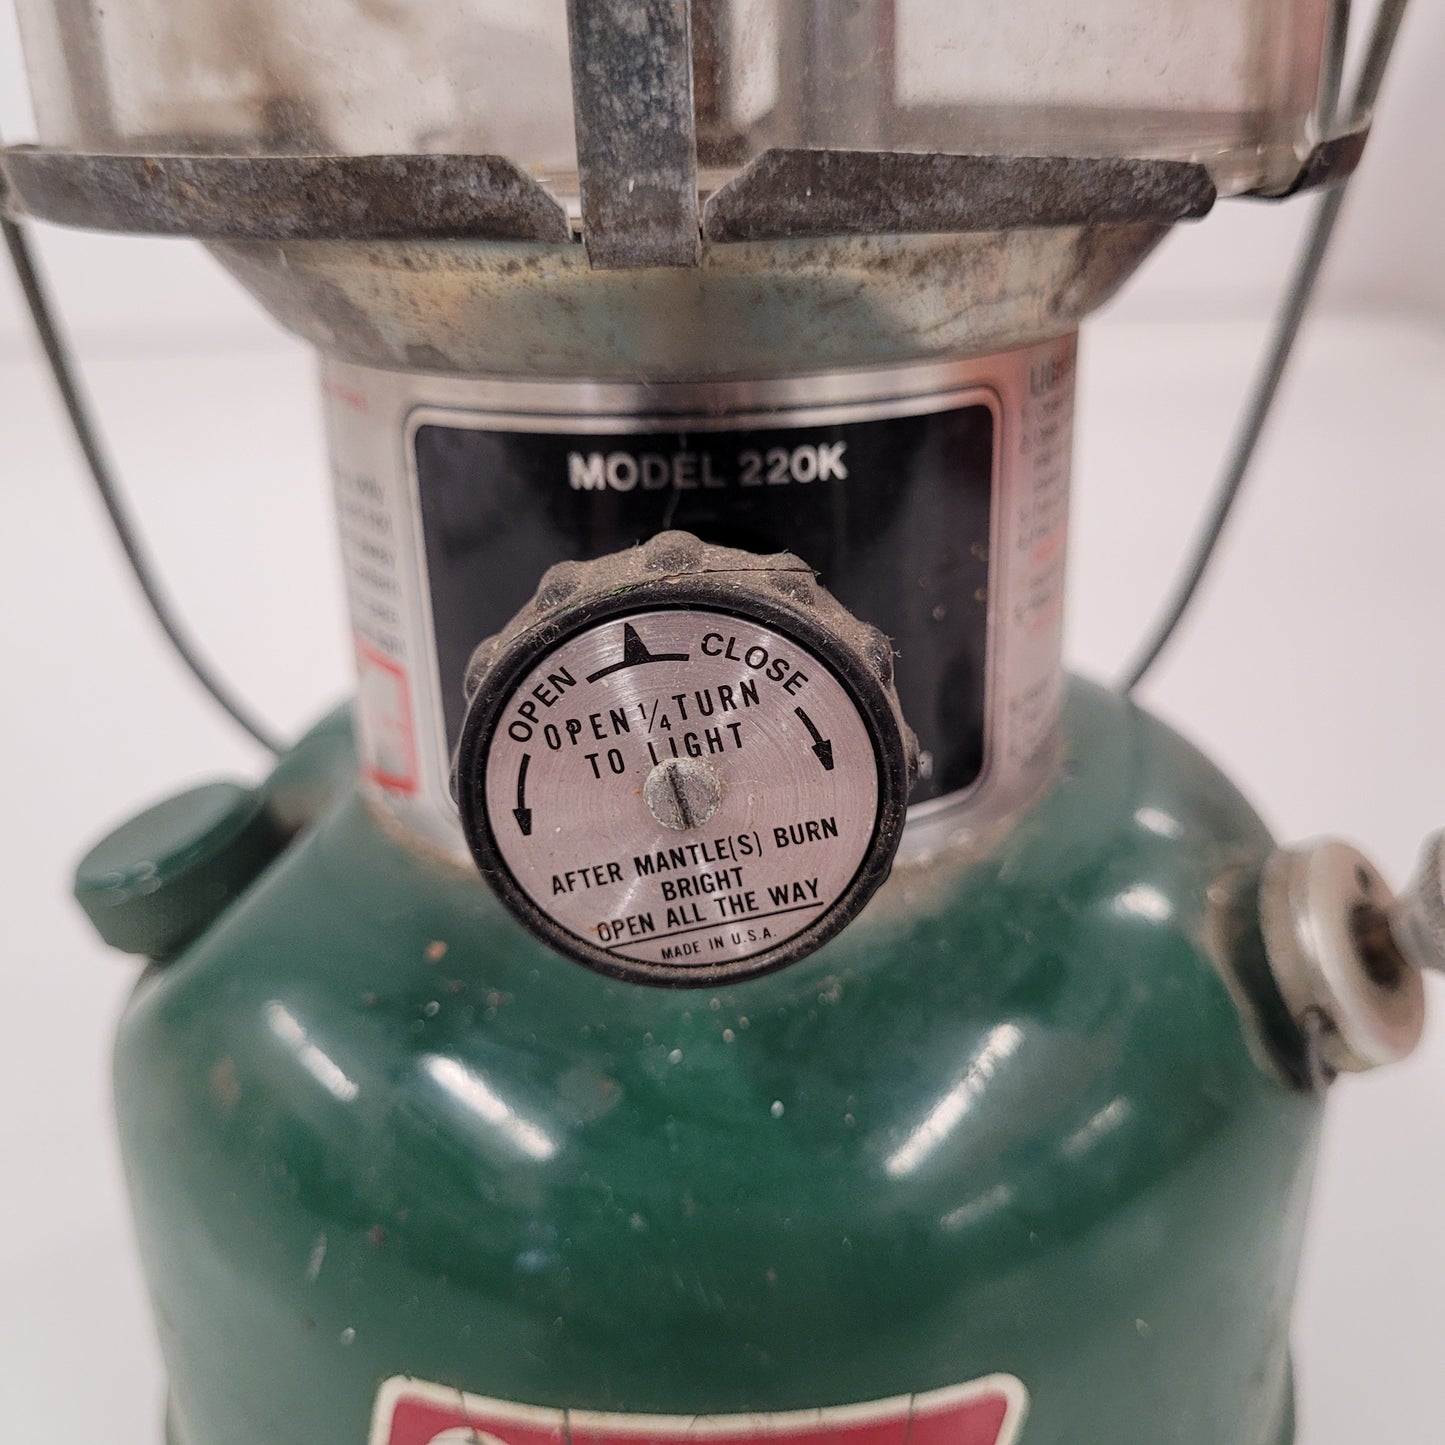 MODEL 220K
OPEN CLOSE
OPEN 1/4 TURN
TO LIGHT
AFTER MANTLE(S) BURN
BRIGHT
OPEN ALL THE WAY
MADE IN U.S.A.